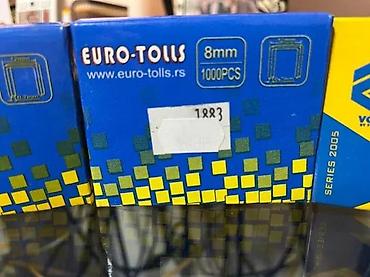 EURO-TOLLS
www.euro-tolls.rs
8mm
1000PCS
1883
SERIES 2005